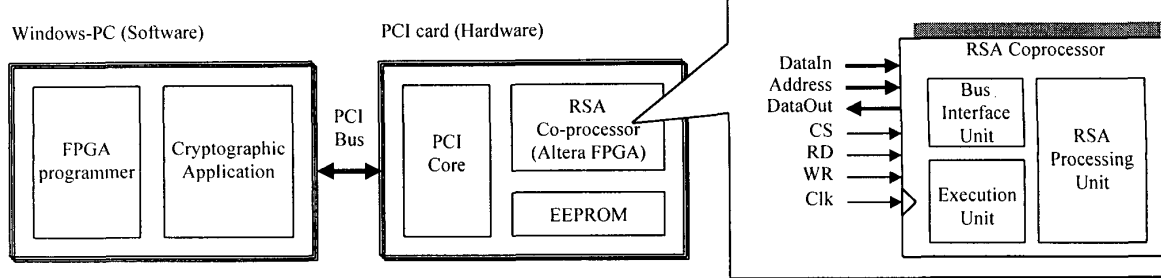 Windows-PC (Software)
FPGA
programmer
Cryptographic
Application
PCI
Bus
PCI card (Hardware)
PCI
Core
RSA
Co-processor
(Altera FPGA)
EEPROM
DataIn
Address
DataOut
CS
RD
WR
Clk
RSA Coprocessor
Bus
Interface
Unit
Execution
Unit
RSA
Processing
Unit